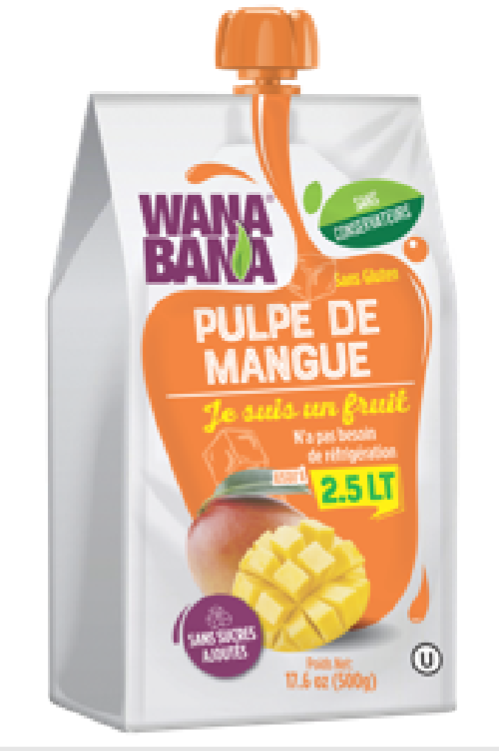 WANA
BANA
SANS
CONSERVATEURS
Sans Gluten
PULPE DE
MANGUE
Je suis un fruit
N'a pas besoin
de réfrigération
2.5 LT
SANS SUCRES
AJOUTÉS
Poids Net:
17.6 oz (500g)
U